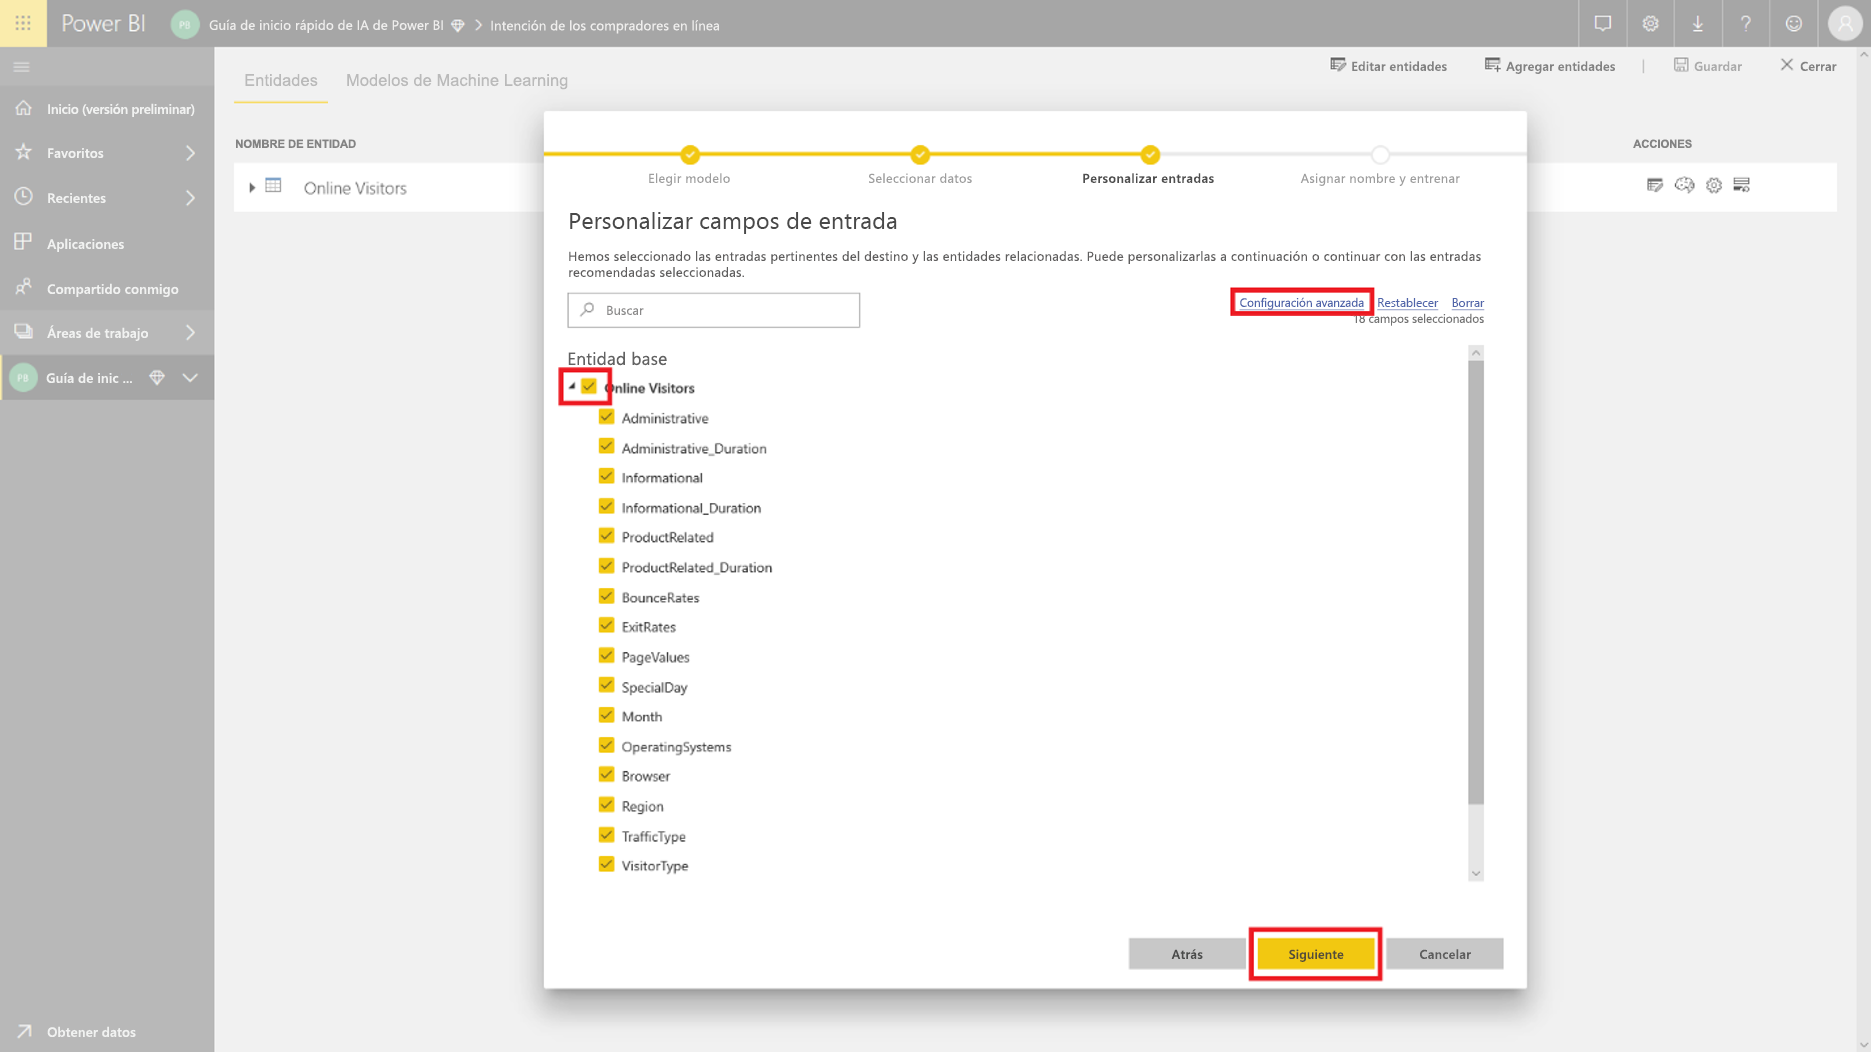 Power BI
PB
Guía de inicio rápido de IA de Power BI
Intención de los compradores en línea
Entidades
Modelos de Machine Learning
Editar entidades
Agregar entidades
Guardar
Cerrar
Inicio (versión preliminar)
Favoritos
Recientes
Aplicaciones
Compartido conmigo
Áreas de trabajo
PB
Guía de inic ...
Obtener datos
NOMBRE DE ENTIDAD
ACCIONES
Online Visitors
Elegir modelo
Seleccionar datos
Personalizar entradas
Asignar nombre y entrenar
Personalizar campos de entrada
Hemos seleccionado las entradas pertinentes del destino y las entidades relacionadas. Puede personalizarlas a continuación o continuar con las entradas
recomendadas seleccionadas.
Buscar
Configuración avanzada Restablecer Borrar
18 campos seleccionados
Entidad base
Online Visitors
Administrative
Administrative_Duration
Informational
Informational_Duration
ProductRelated
ProductRelated_Duration
BounceRates
ExitRates
PageValues
SpecialDay
Month
OperatingSystems
Browser
Region
TrafficType
VisitorType
Atrás
Siguiente
Cancelar